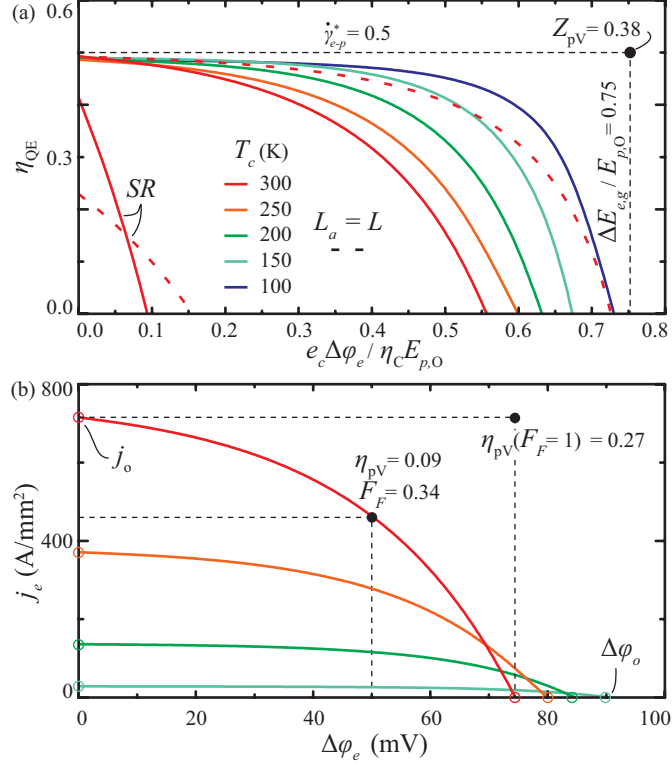 (a)
γ̇*e-p = 0.5
ZpV = 0.38
0.6
0.3
0.0
ηQE
SR
Tc (K)
300
250
200
150
100
La = L
ΔEe,g / Ep,O = 0.75
0.0 0.1 0.2 0.3 0.4 0.5 0.6 0.7 0.8
ecΔφe / ηCEp,O
(b)
800
400
0
je (A/mm²)
jo
ηpV = 0.09
FF = 0.34
ηpV(FF = 1) = 0.27
Δφo
0 20 40 60 80 100
Δφe (mV)